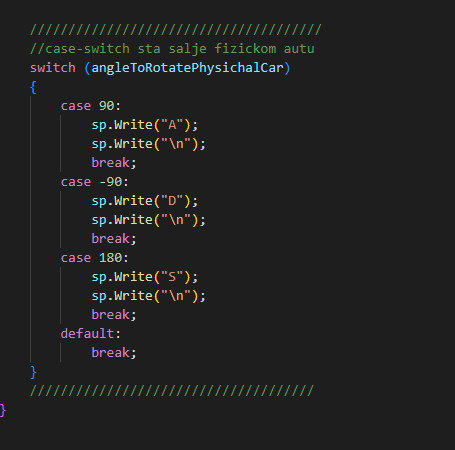 //////////////////////////////////////
//case-switch sta salje fizickom autu
switch (angleToRotatePhysichalCar)
{
case 90:
sp.Write("A");
sp.Write("\n");
break;
case -90:
sp.Write("D");
sp.Write("\n");
break;
case 180:
sp.Write("S");
sp.Write("\n");
break;
default:
break;
}
/////////////////////////////////////
}